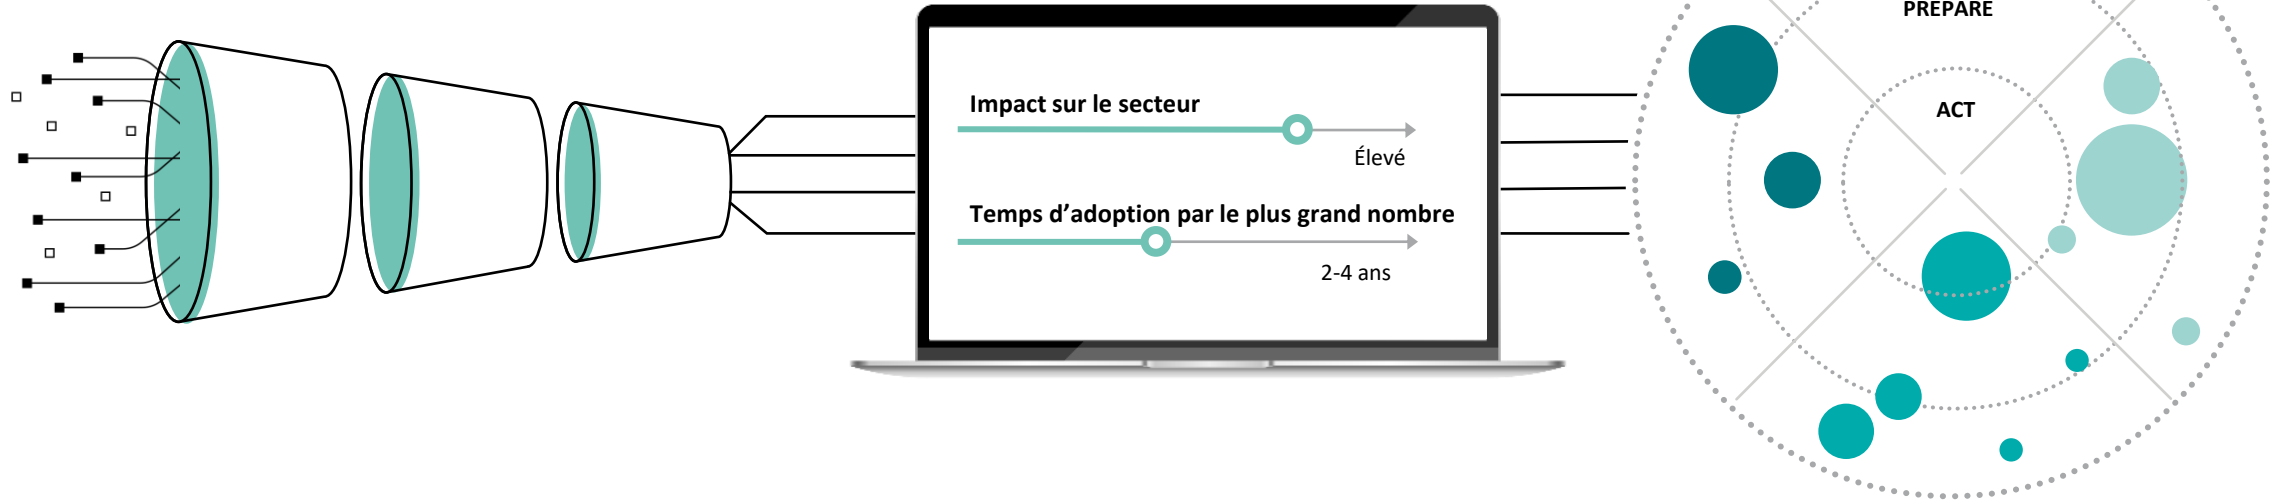 PREPARE
ACT
Impact sur le secteur
Élevé
Temps d’adoption par le plus grand nombre
2-4 ans